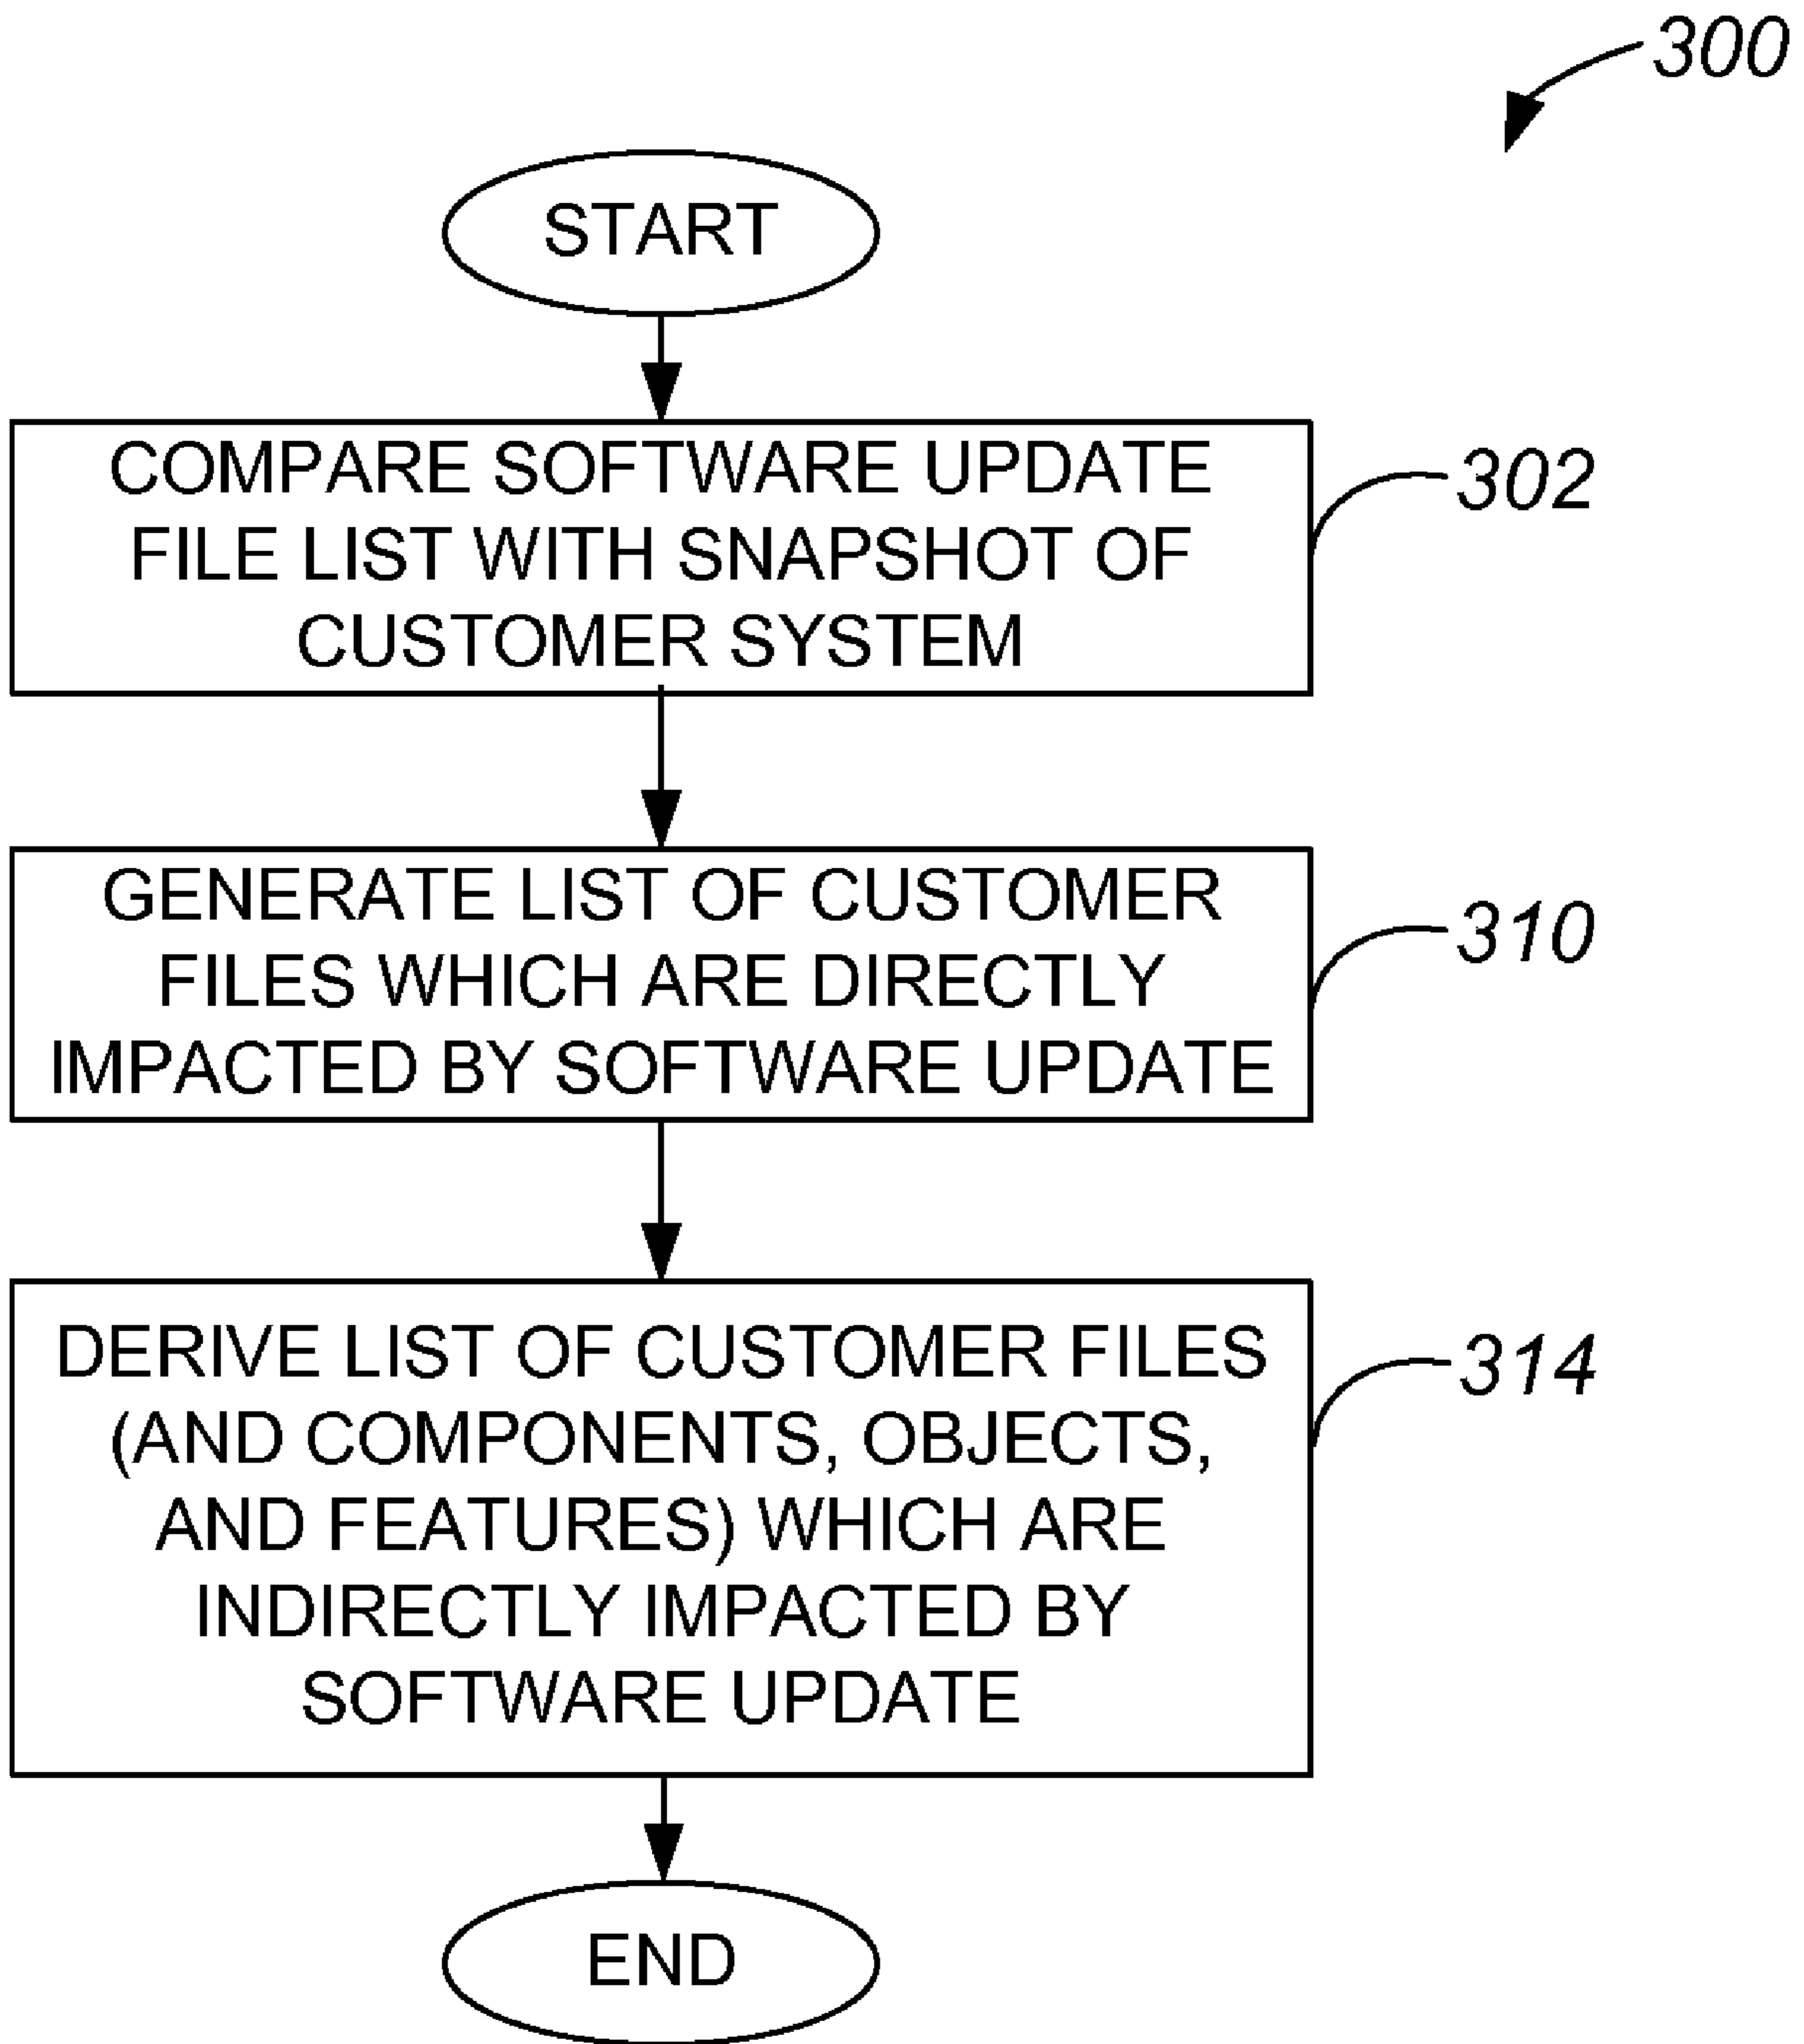 300
START
COMPARE SOFTWARE UPDATE
FILE LIST WITH SNAPSHOT OF
CUSTOMER SYSTEM
302
GENERATE LIST OF CUSTOMER
FILES WHICH ARE DIRECTLY
IMPACTED BY SOFTWARE UPDATE
310
DERIVE LIST OF CUSTOMER FILES
(AND COMPONENTS, OBJECTS,
AND FEATURES) WHICH ARE
INDIRECTLY IMPACTED BY
SOFTWARE UPDATE
314
END